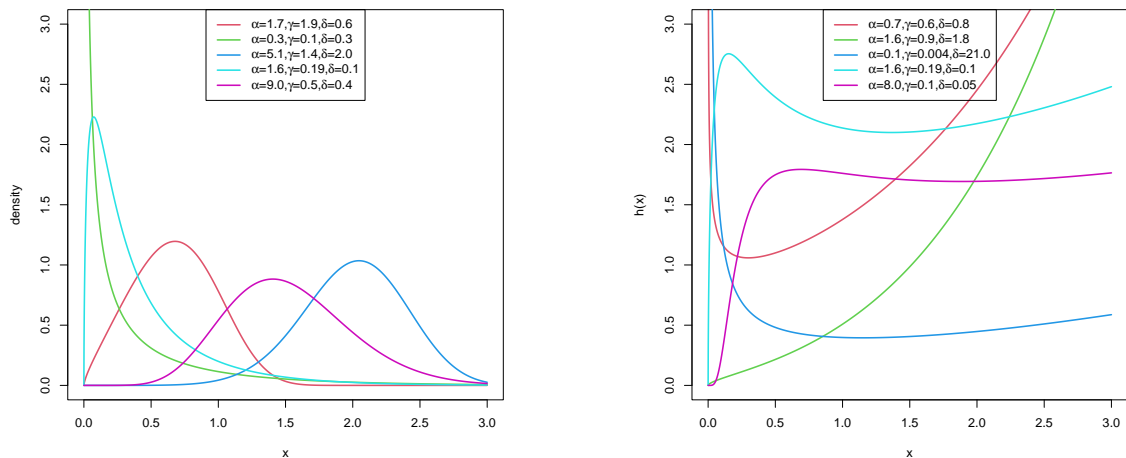 α=1.7,γ=1.9,δ=0.6
α=0.3,γ=0.1,δ=0.3
α=5.1,γ=1.4,δ=2.0
α=1.6,γ=0.19,δ=0.1
α=9.0,γ=0.5,δ=0.4
3.0
2.5
2.0
1.5
1.0
0.5
0.0
density
0.0 0.5 1.0 1.5 2.0 2.5 3.0
x
α=0.7,γ=0.6,δ=0.8
α=1.6,γ=0.9,δ=1.8
α=0.1,γ=0.004,δ=21.0
α=1.6,γ=0.19,δ=0.1
α=8.0,γ=0.1,δ=0.05
3.0
2.5
2.0
1.5
1.0
0.5
0.0
h(x)
0.0 0.5 1.0 1.5 2.0 2.5 3.0
x